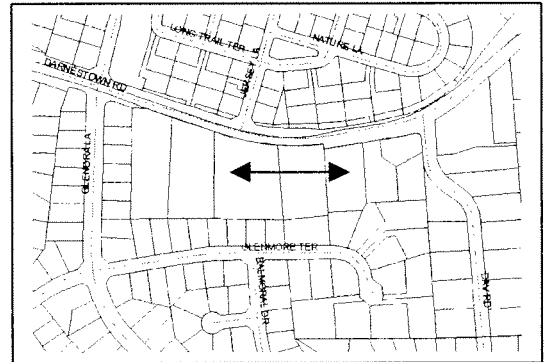 LONG TRAIL TER
NATURE LA
DARNESTOWN RD
GLENORA LA
GLENMORE TER
BALMORAL DR